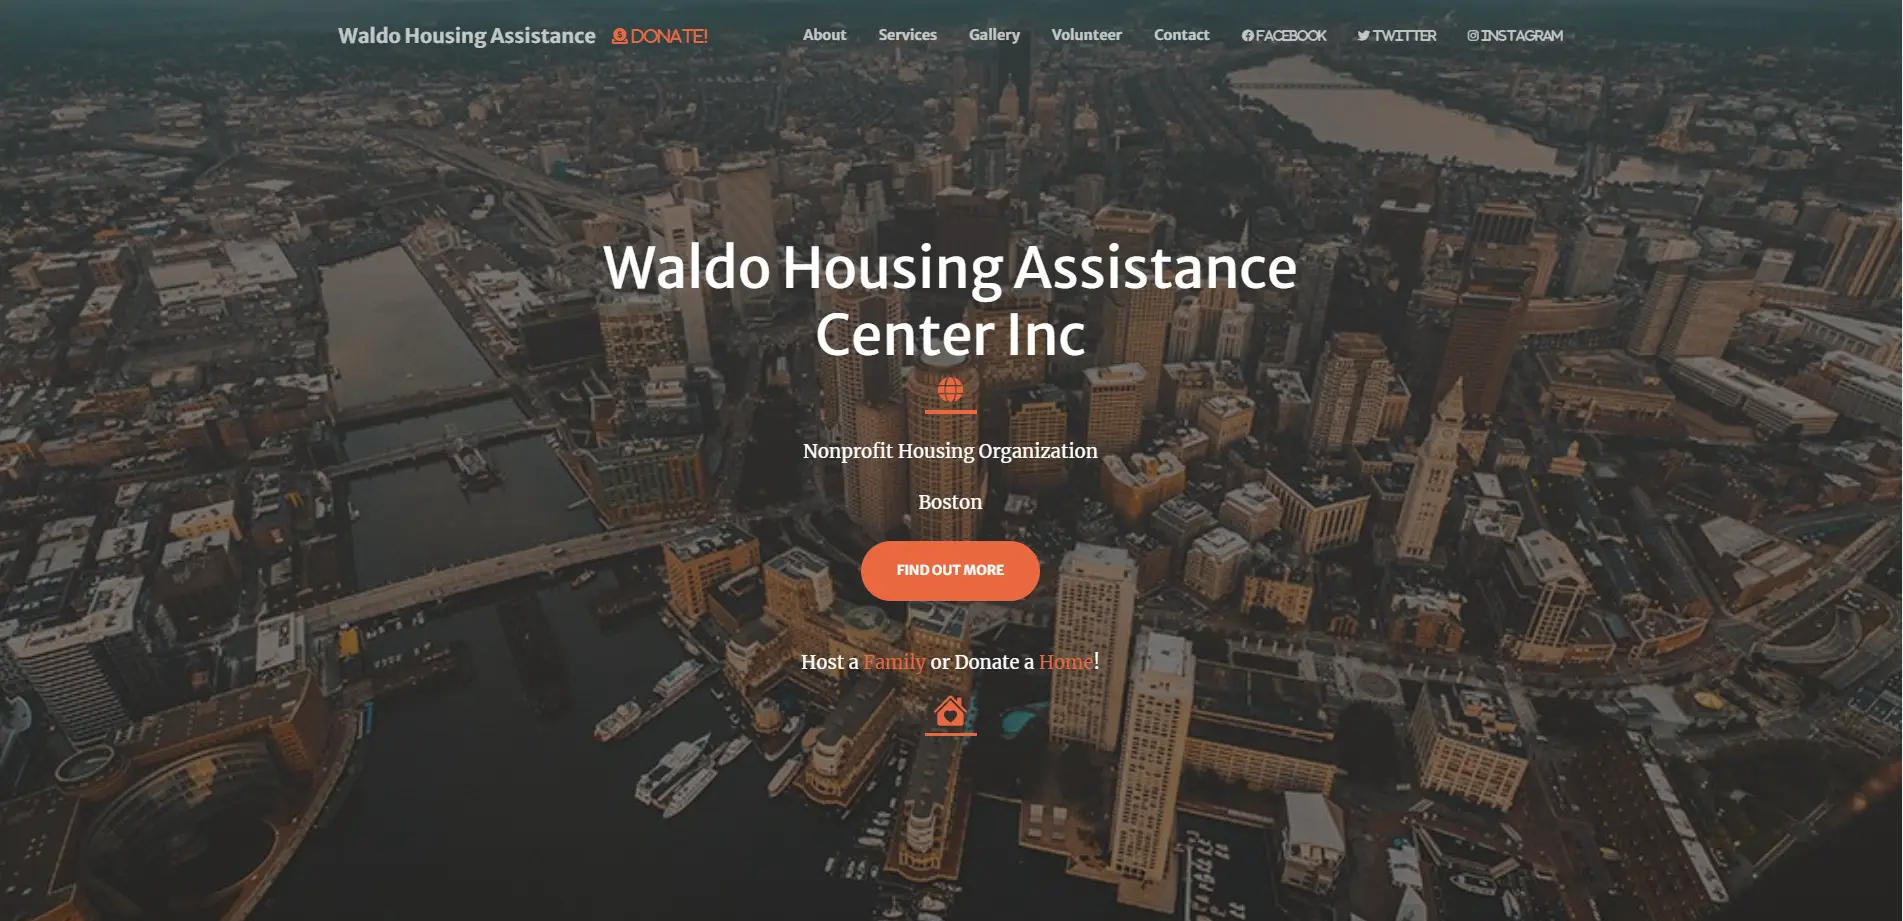 Waldo Housing Assistance DONATE! About Services Gallery Volunteer Contact FACEBOOK TWITTER INSTAGRAM
Waldo Housing Assistance
Center Inc
Nonprofit Housing Organization
Boston
FIND OUT MORE
Host a Family or Donate a Home!